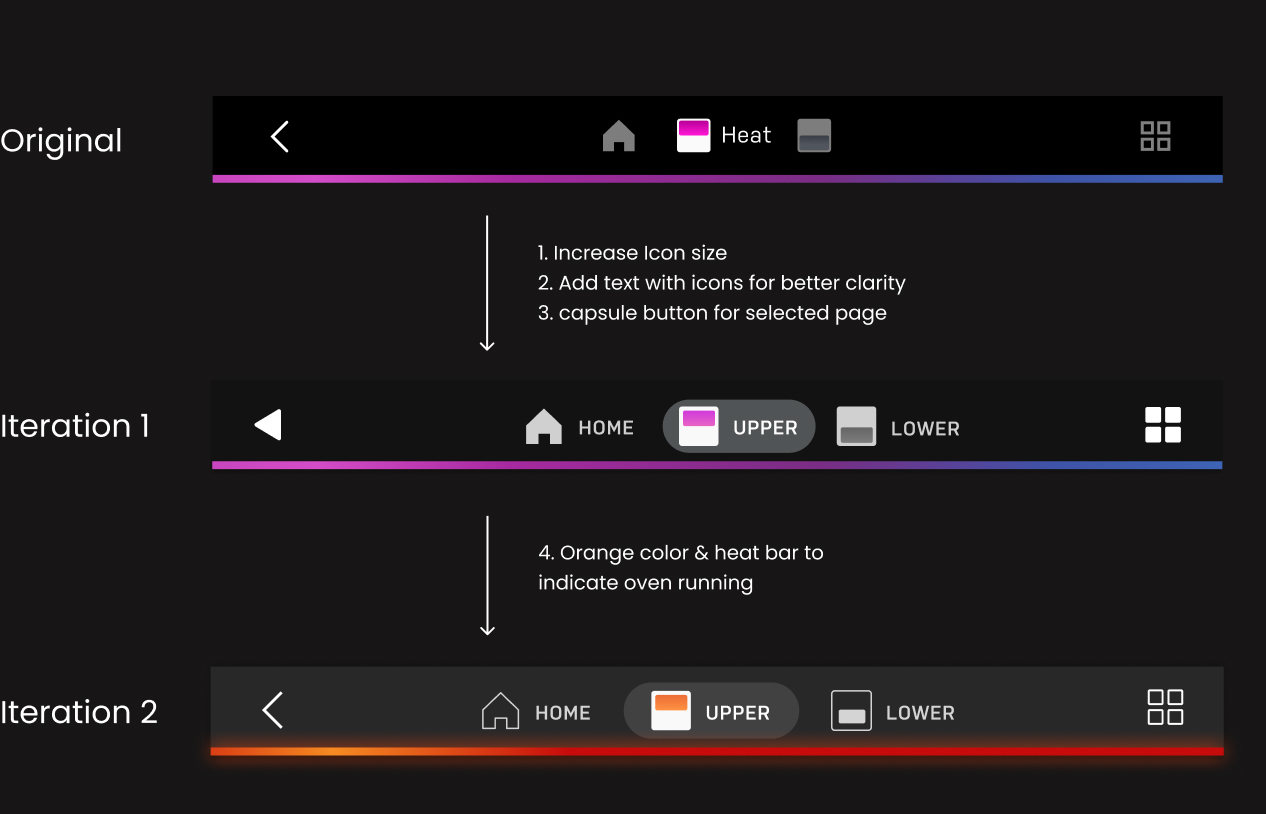 Original
Heat
1. Increase Icon size
2. Add text with icons for better clarity
3. capsule button for selected page
Iteration 1
HOME
UPPER
LOWER
4. Orange color & heat bar to
indicate oven running
Iteration 2
HOME
UPPER
LOWER